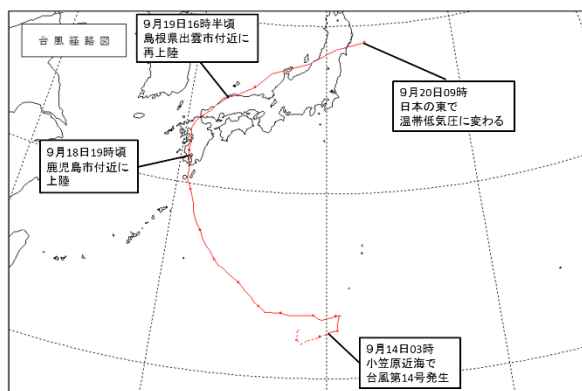 台風経路図
9月19日16時半頃
島根県出雲市付近に
再上陸
9月20日09時
日本の東で
温帯低気圧に変わる
9月18日19時頃
鹿児島市付近に
上陸
9月14日03時
小笠原近海で
台風第14号発生